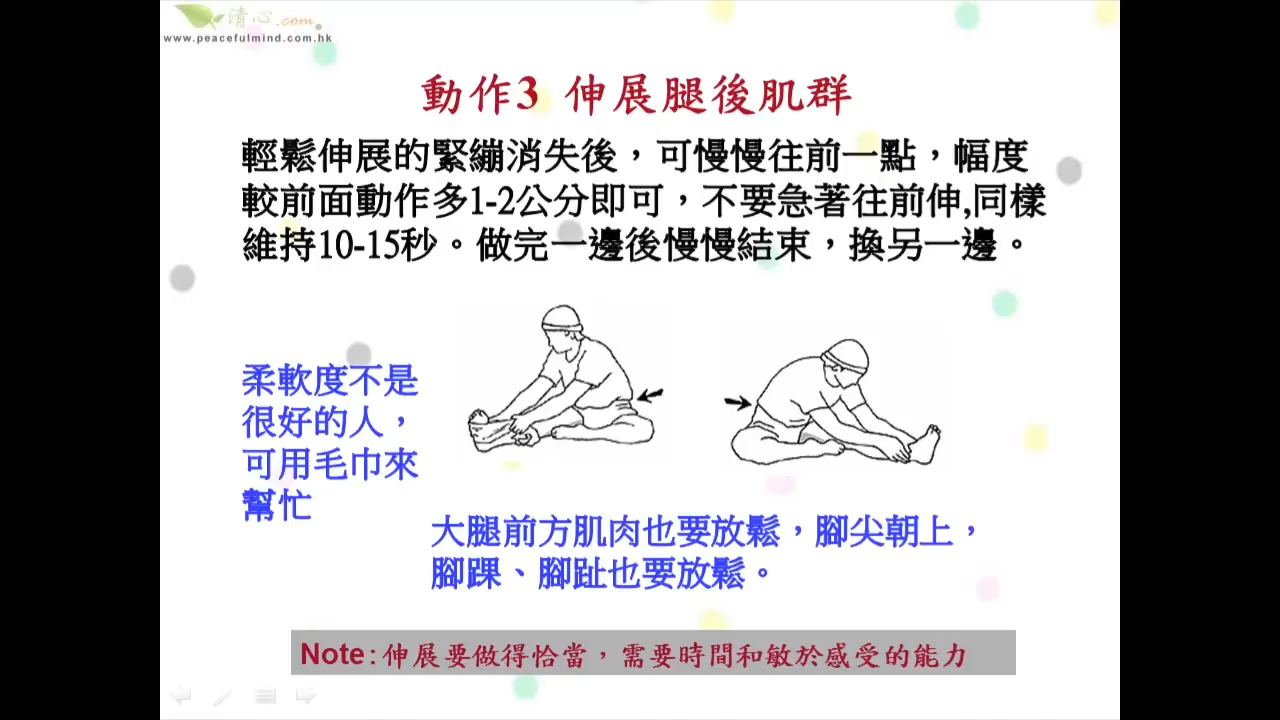 清心.com
www.peacefulmind.com.hk
動作3 伸展腿後肌群
輕鬆伸展的緊繃消失後，可慢慢往前一點，幅度
較前面動作多1-2公分即可，不要急著往前伸,同樣
維持10-15秒。做完一邊後慢慢結束，換另一邊。
柔軟度不是
很好的人，
可用毛巾來
幫忙
大腿前方肌肉也要放鬆，腳尖朝上，
腳踝、腳趾也要放鬆。
Note:伸展要做得恰當，需要時間和敏於感受的能力